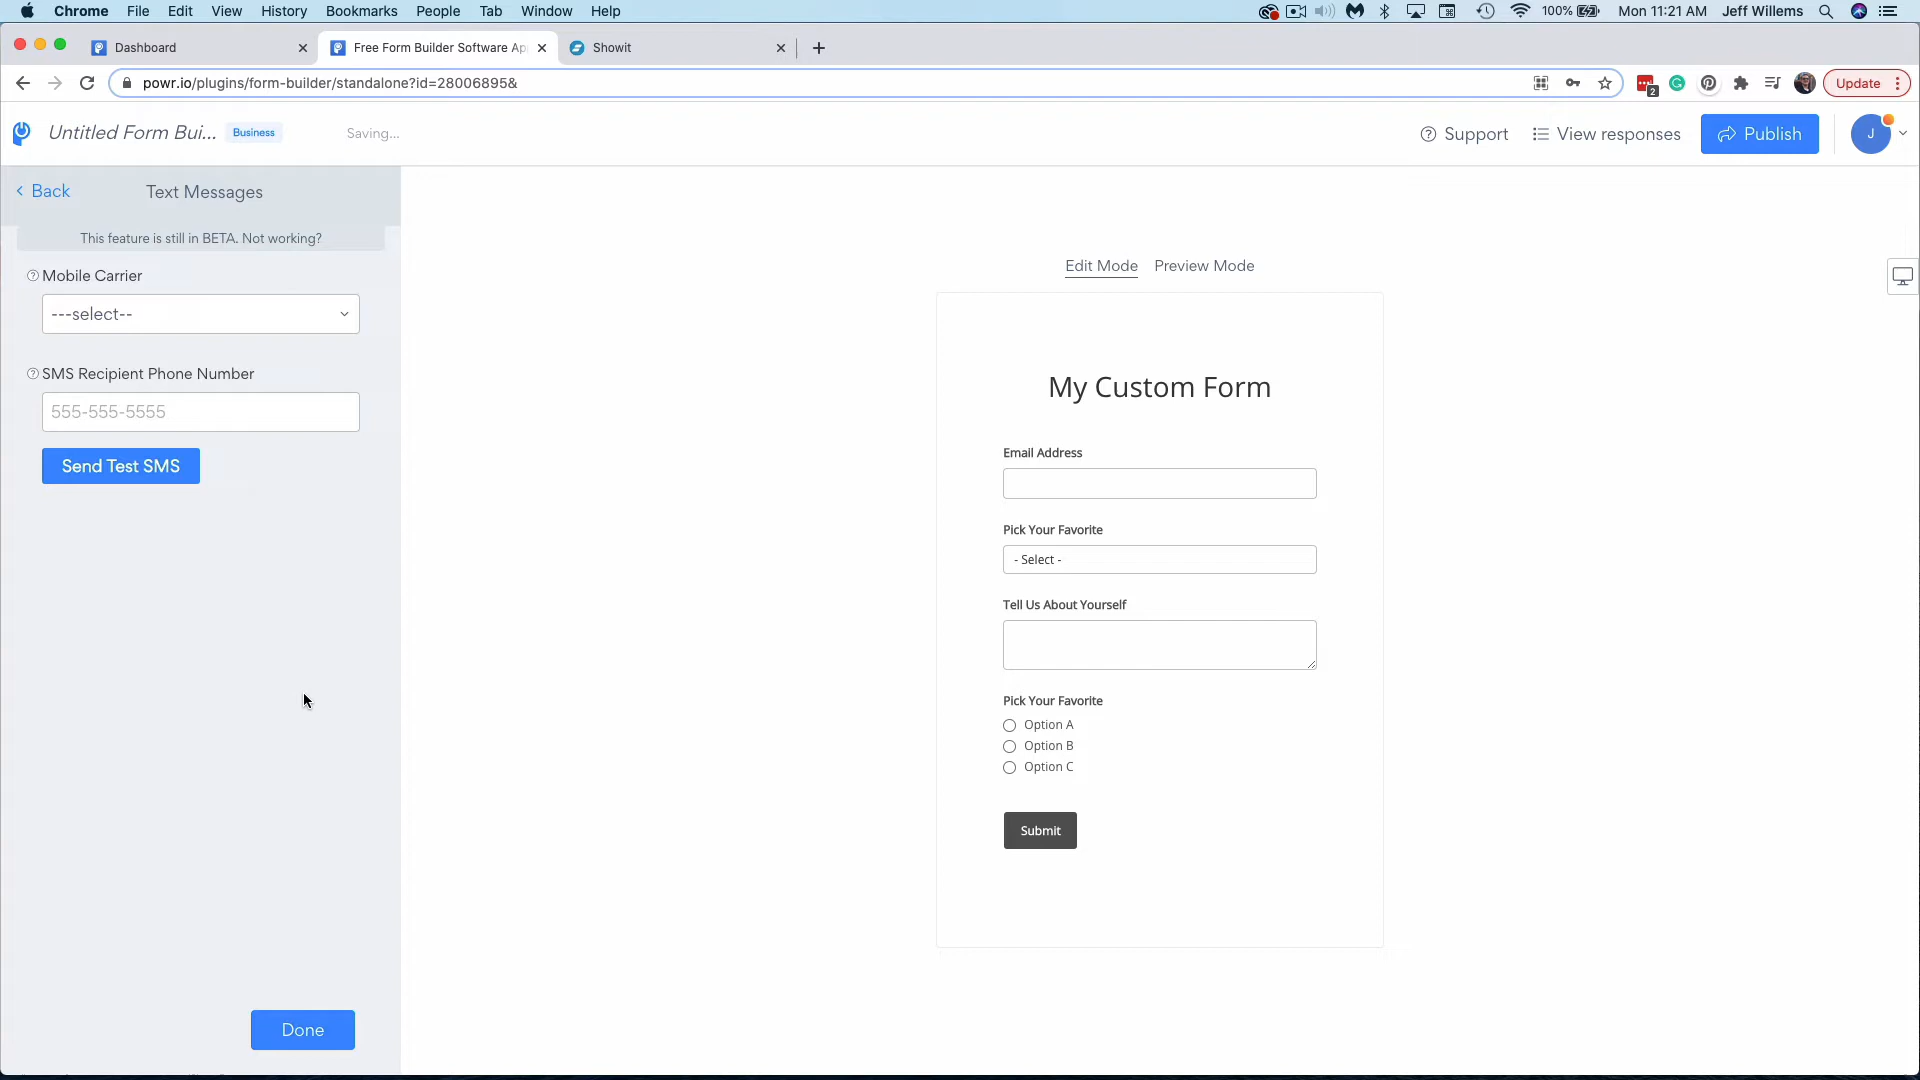 Chrome File Edit View History Bookmarks People Tab Window Help 100% Mon 11:21 AM Jeff Willems
Dashboard
Free Form Builder Software Ap
Showit
powr.io/plugins/form-builder/standalone?id=28006895&
2
Update
Untitled Form Bui...
Business
Saving...
Support
View responses
Publish
J
Back
Text Messages
This feature is still in BETA. Not working?
Mobile Carrier
---select--
SMS Recipient Phone Number
555-555-5555
Send Test SMS
Done
Edit Mode Preview Mode
My Custom Form
Email Address
Pick Your Favorite
- Select -
Tell Us About Yourself
Pick Your Favorite
Option A
Option B
Option C
Submit